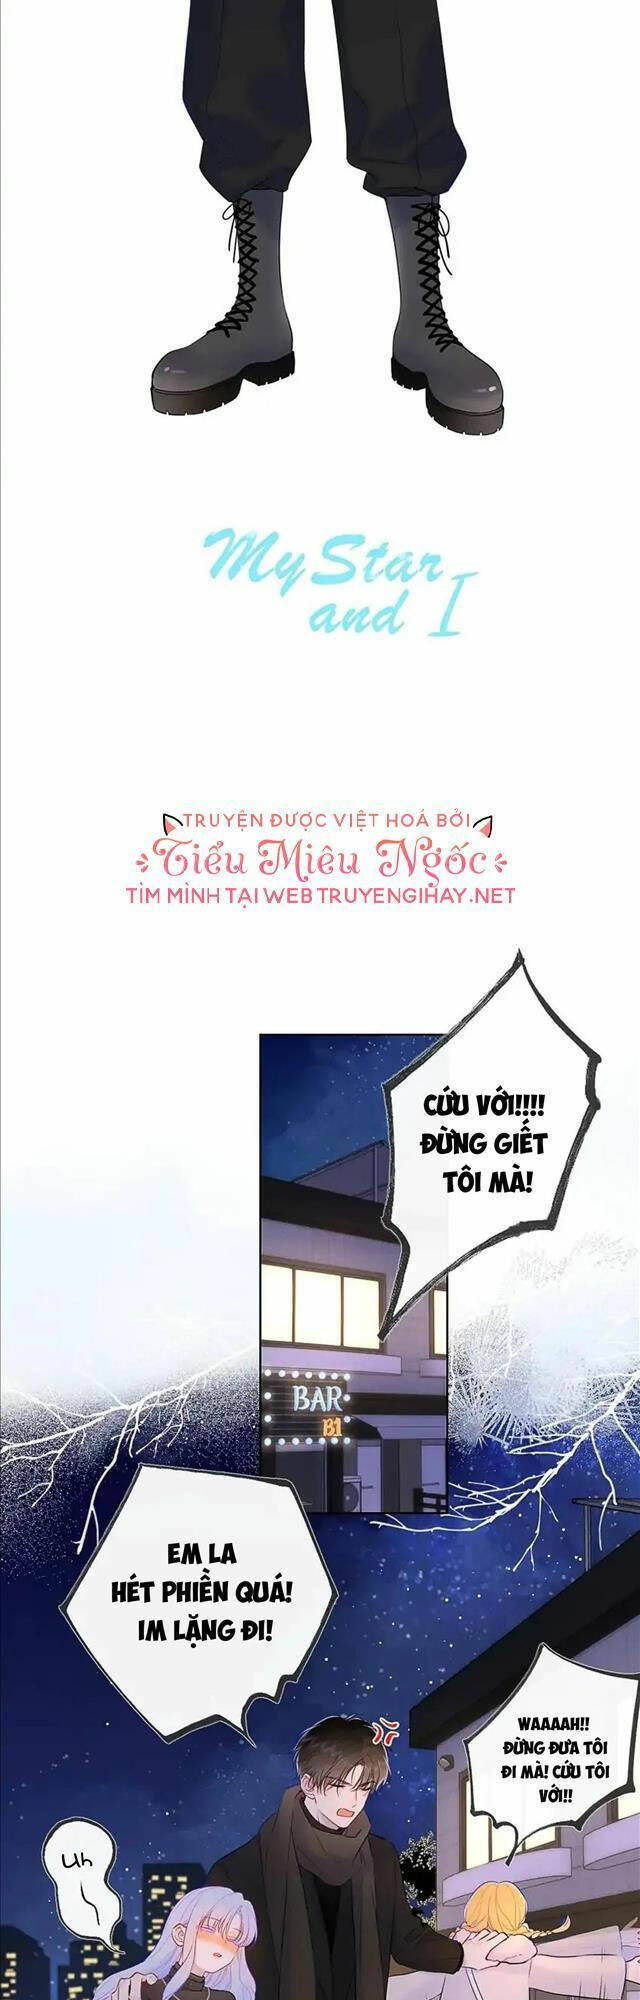 My Star
and I
TRUYỆN ĐƯỢC VIỆT HOÁ BỞI
Tiểu Miêu Ngốc
TÌM MÌNH TẠI WEB TRUYENGIHAY.NET
CỨU VỚI!!!!
ĐỪNG GIẾT
TÔI MÀ!
BAR
B1
EM LA
HÉT PHIỀN QUÁ!
IM LẶNG ĐI!
WAAAAH!!
ĐỪNG ĐƯA TÔI
ĐI MÀ! CỨU TÔI
VỚI!!
Uh